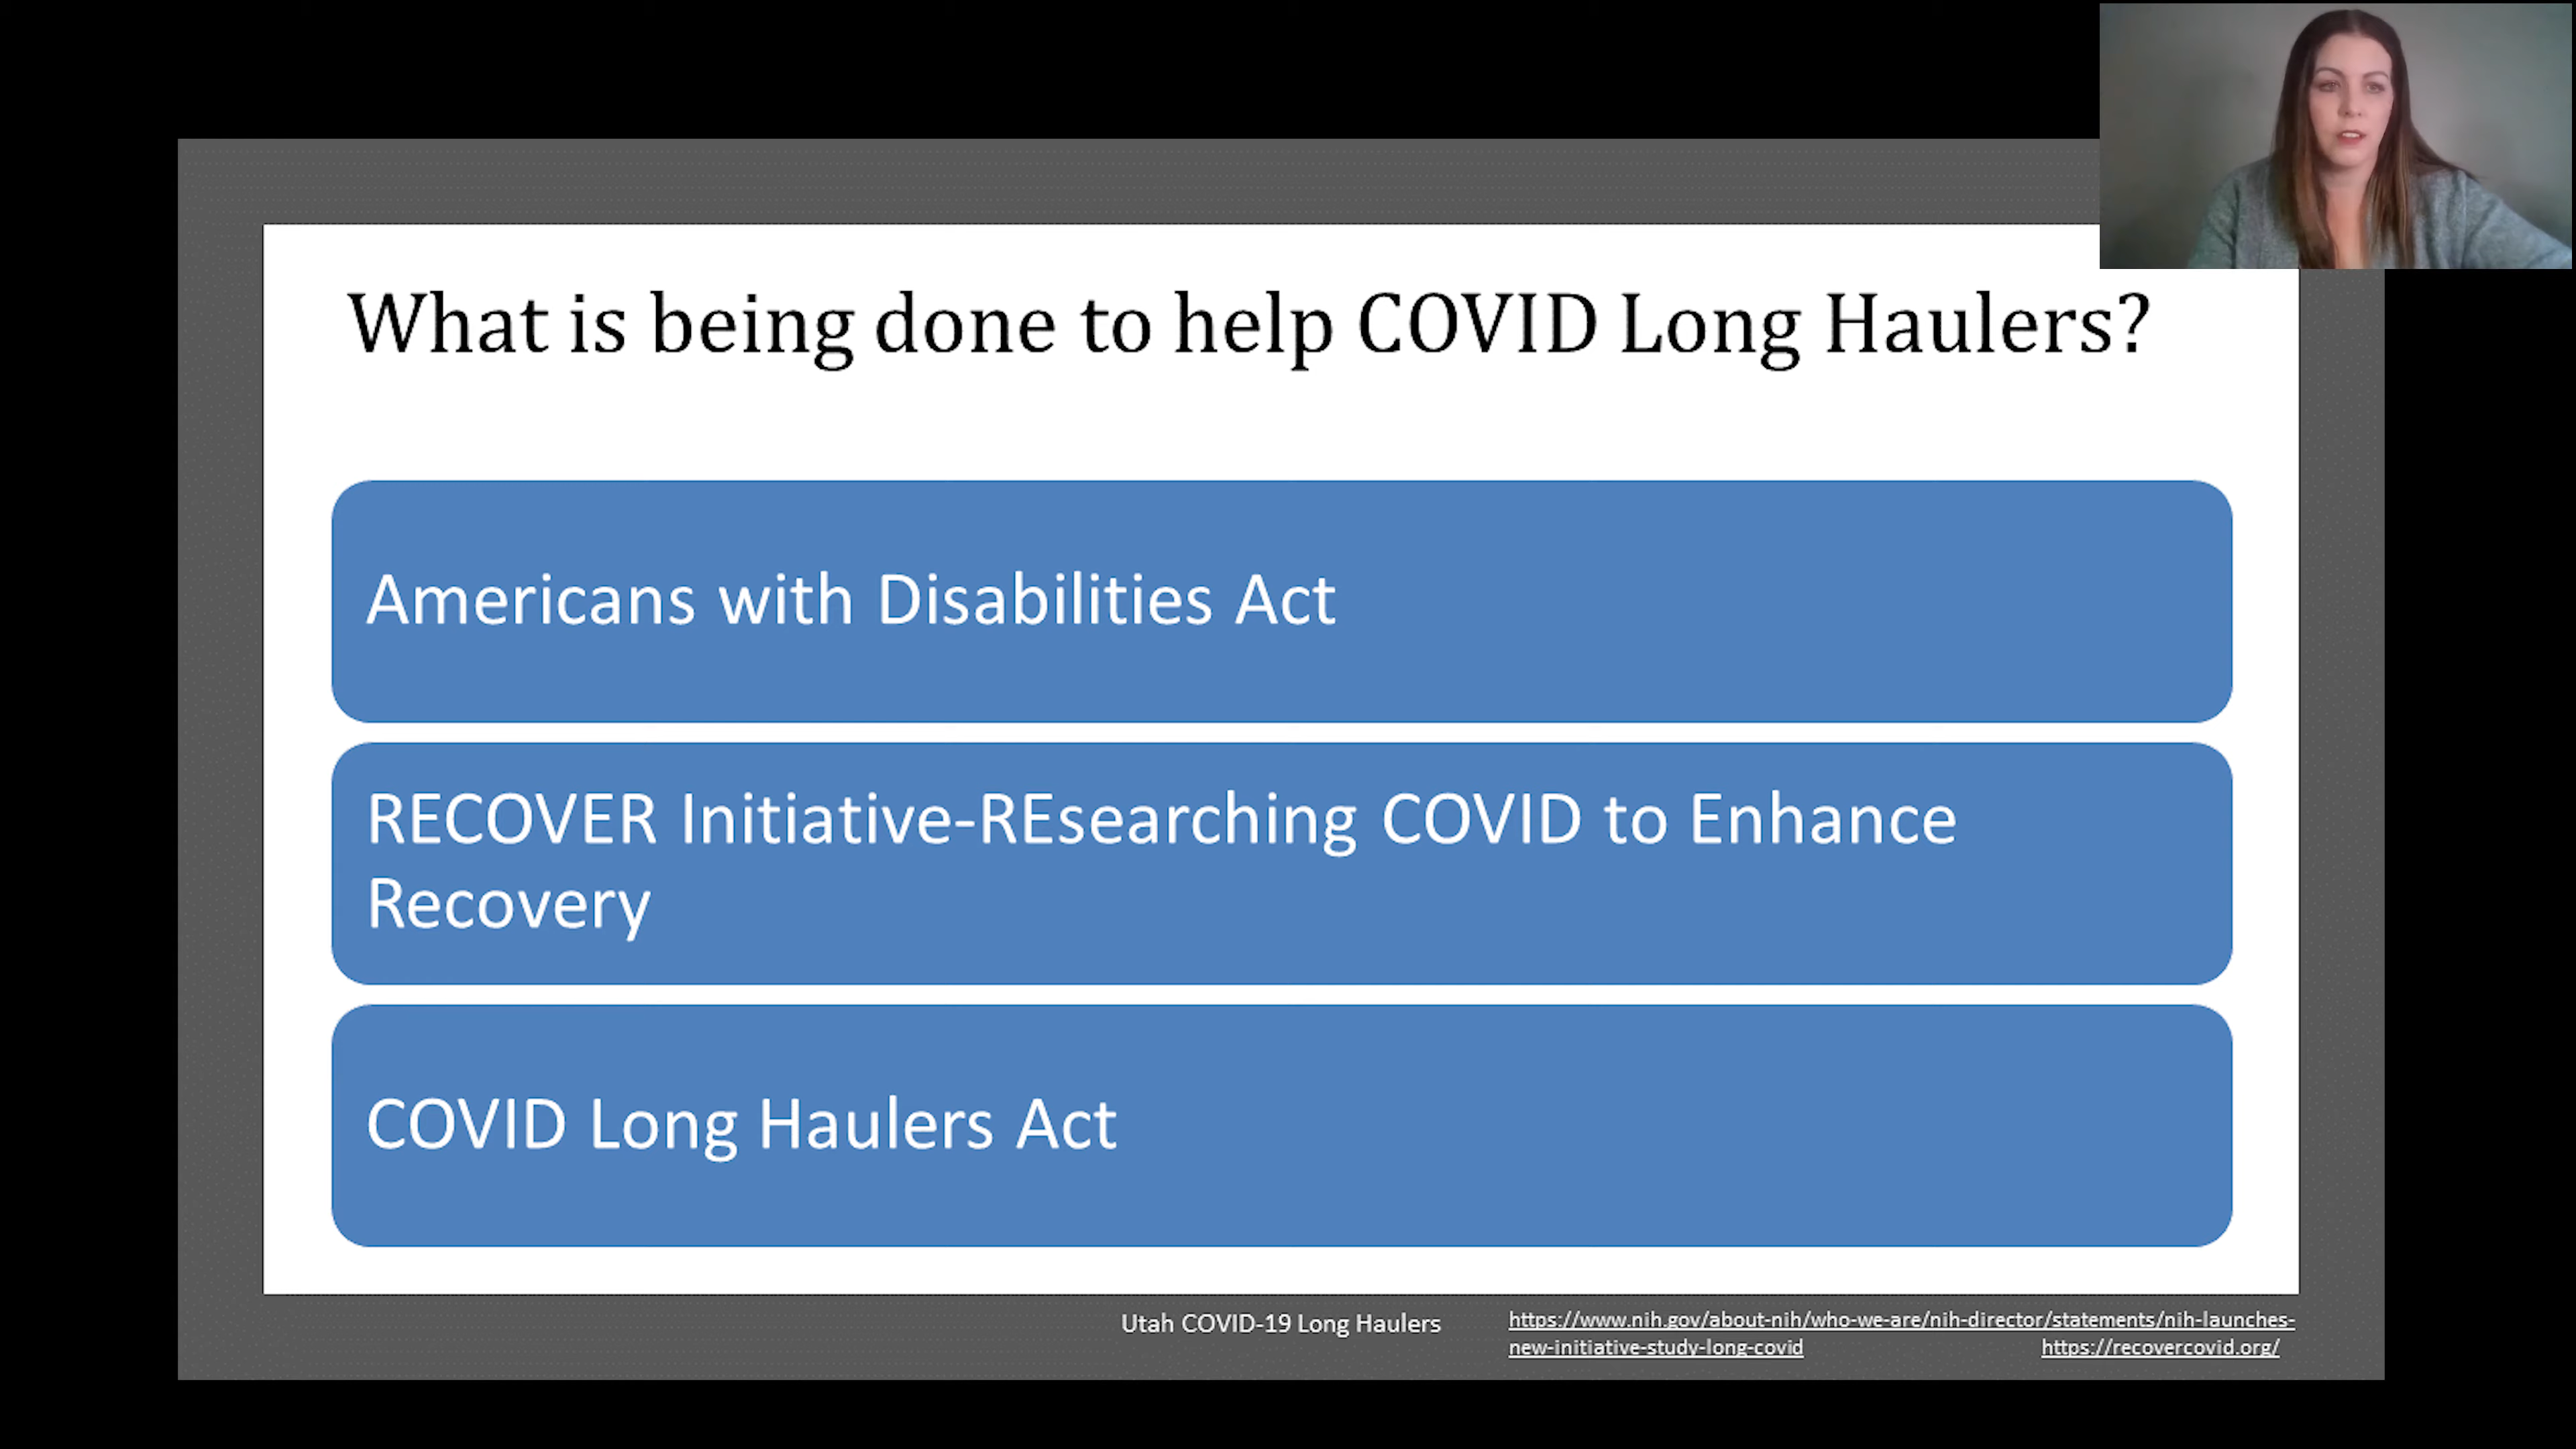 What is being done to help COVID Long Haulers?
Americans with Disabilities Act
RECOVER Initiative-REsearching COVID to Enhance
Recovery
COVID Long Haulers Act
Utah COVID-19 Long Haulers
https://www.nih.gov/about-nih/who-we-are/nih-director/statements/nih-launches-
new-initiative-study-long-covid
https://recovercovid.org/